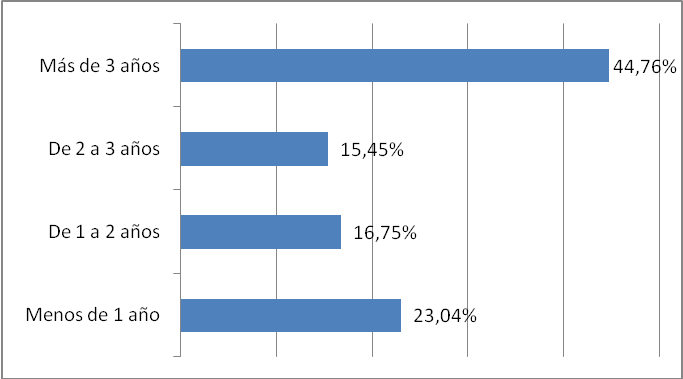 Más de 3 años
44,76%
De 2 a 3 años
15,45%
De 1 a 2 años
16,75%
Menos de 1 año
23,04%